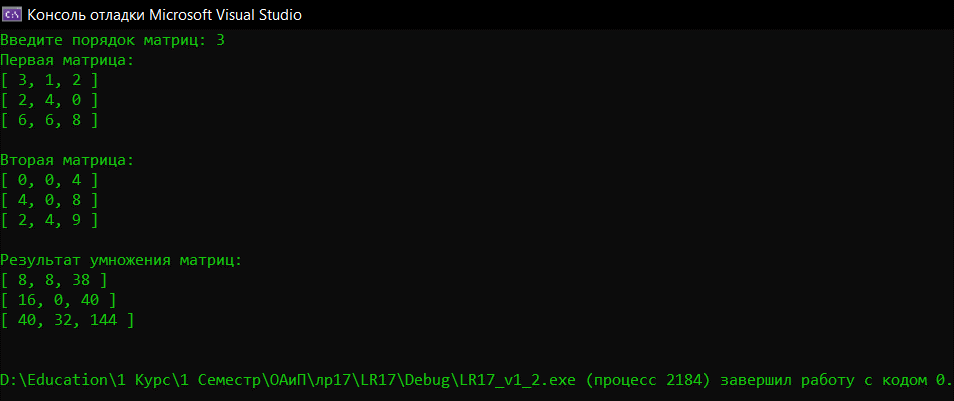 Консоль отладки Microsoft Visual Studio
Введите порядок матриц: 3
Первая матрица:
[ 3, 1, 2 ]
[ 2, 4, 0 ]
[ 6, 6, 8 ]
Вторая матрица:
[ 0, 0, 4 ]
[ 4, 0, 8 ]
[ 2, 4, 9 ]
Результат умножения матриц:
[ 8, 8, 38 ]
[ 16, 0, 40 ]
[ 40, 32, 144 ]
D:\Education\1 Курс\1 Семестр\ОАиП\лр17\LR17\Debug\LR17_v1_2.exe (процесс 2184) завершил работу с кодом 0.